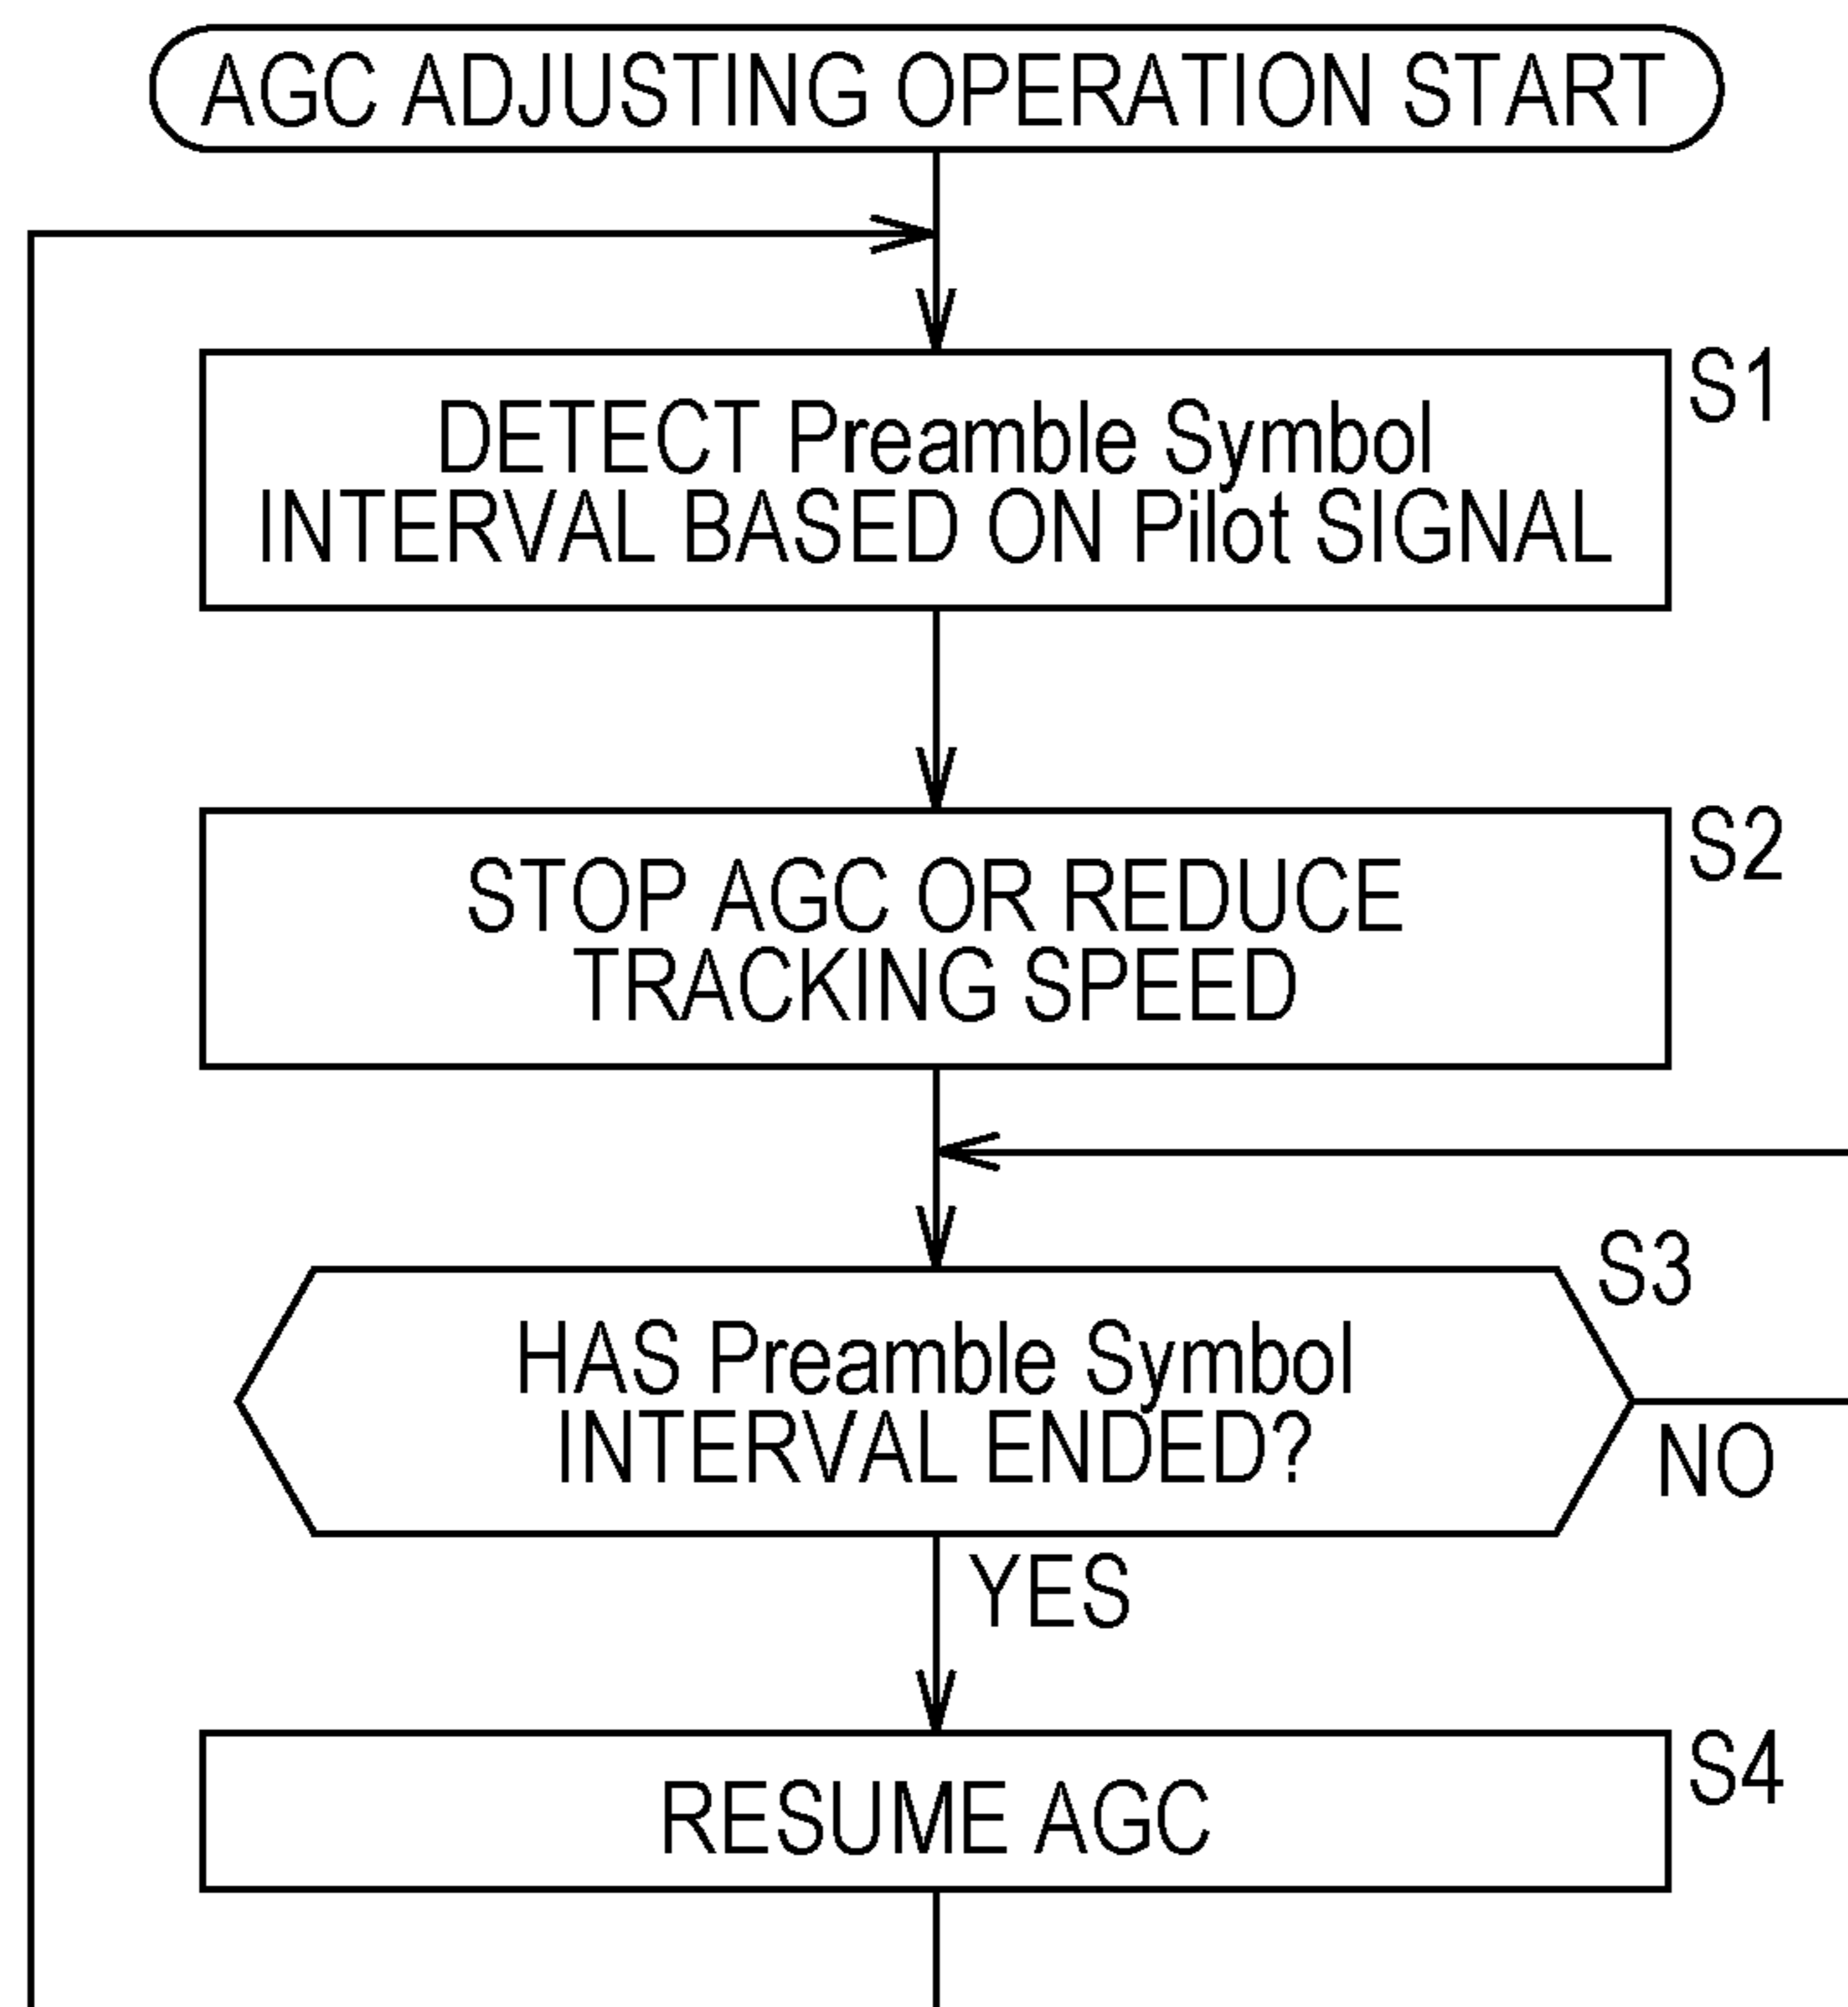 AGC ADJUSTING OPERATION START
S1
DETECT Preamble Symbol
INTERVAL BASED ON Pilot SIGNAL
S2
STOP AGC OR REDUCE
TRACKING SPEED
S3
HAS Preamble Symbol
INTERVAL ENDED?
NO
YES
S4
RESUME AGC